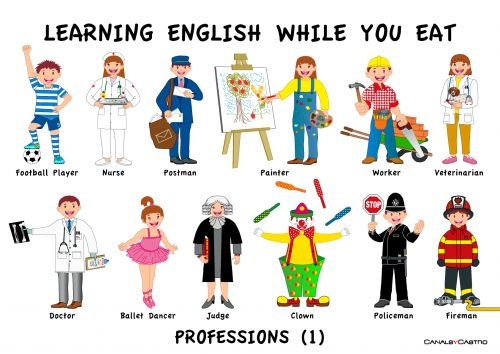 LEARNING ENGLISH WHILE YOU EAT
Football Player Nurse Postman Painter Worker Veterinarian
STOP
Doctor Ballet Dancer Judge Clown Policeman Fireman
PROFESSIONS (1)
CANALSBYCASTRO